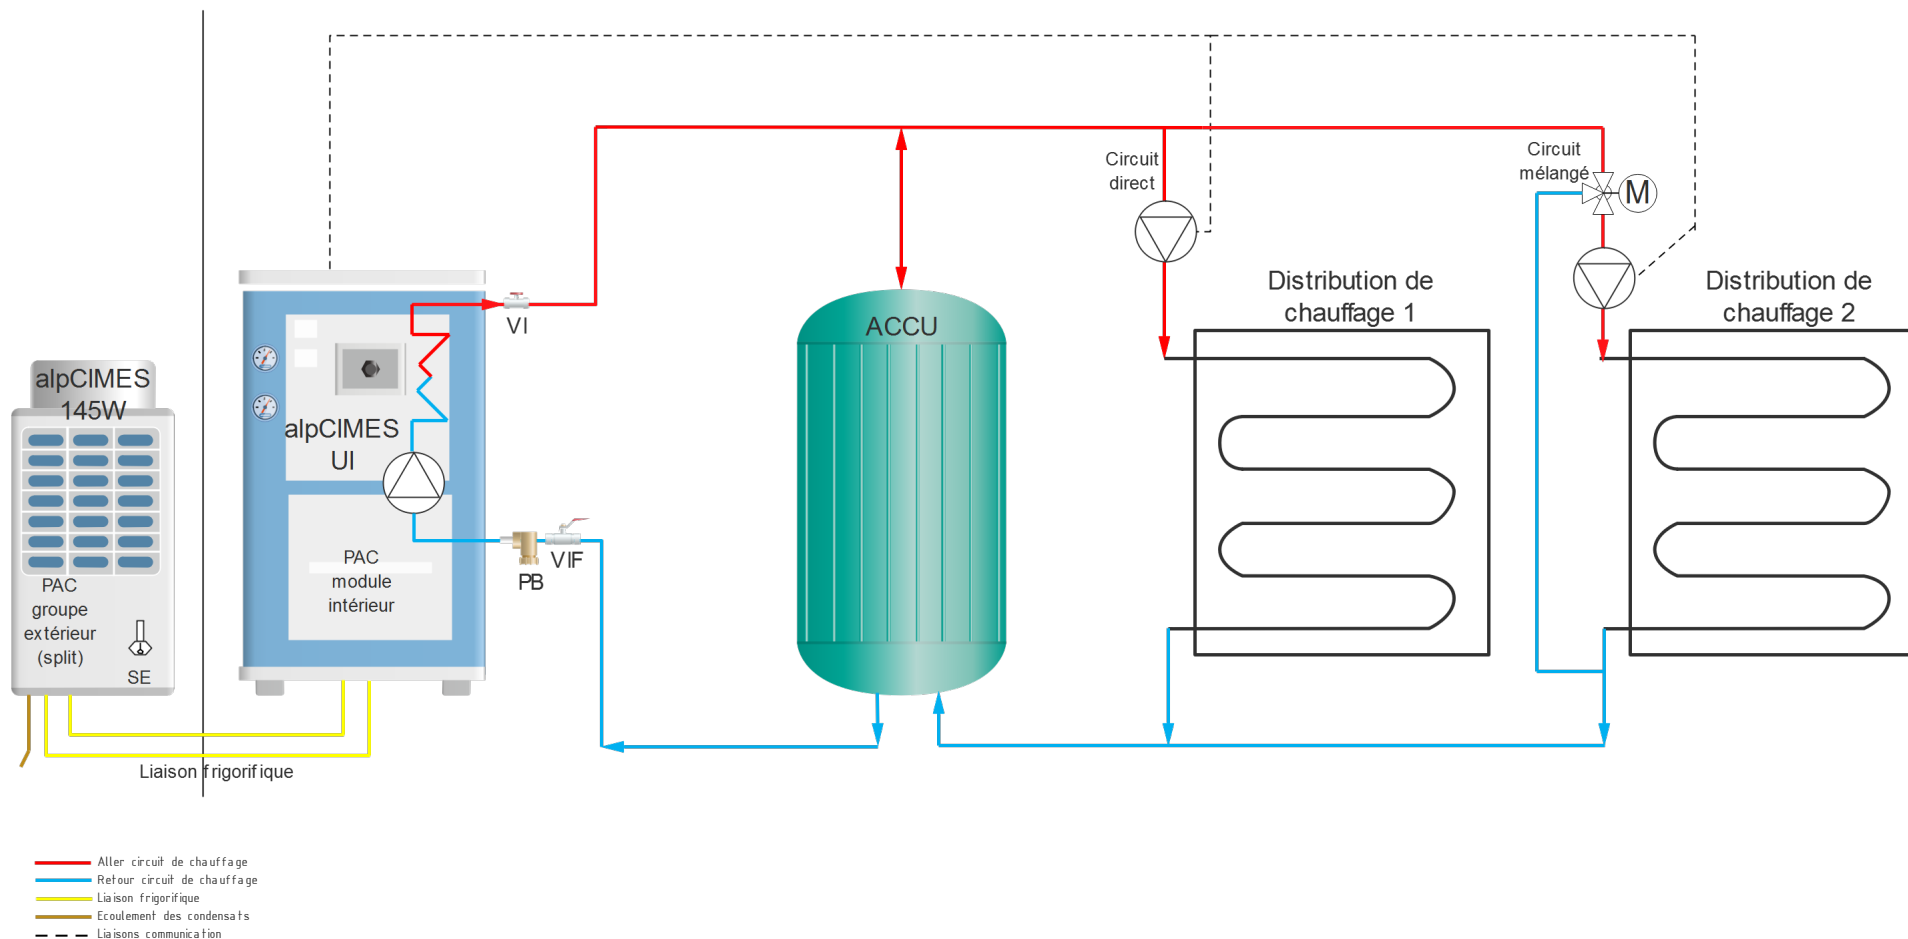 Circuit
direct
Circuit
mélangé
M
Distribution de
chauffage 1
Distribution de
chauffage 2
VI
ACCU
alpCIMES
145W
alpCIMES
UI
PAC
groupe
extérieur
(split)
SE
PAC
module
intérieur
PB
VIF
Liaison frigorifique
Aller circuit de chauffage
Retour circuit de chauffage
Liaison frigorifique
Ecoulement des condensats
Liaisons communication